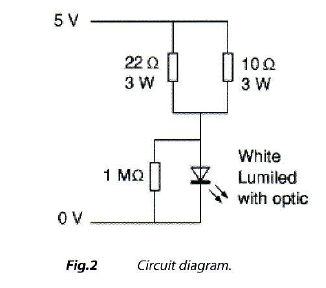 5 V
22 Ω
3 W
10 Ω
3 W
1 MΩ
White
Lumiled
with optic
0 V
Fig.2 Circuit diagram.